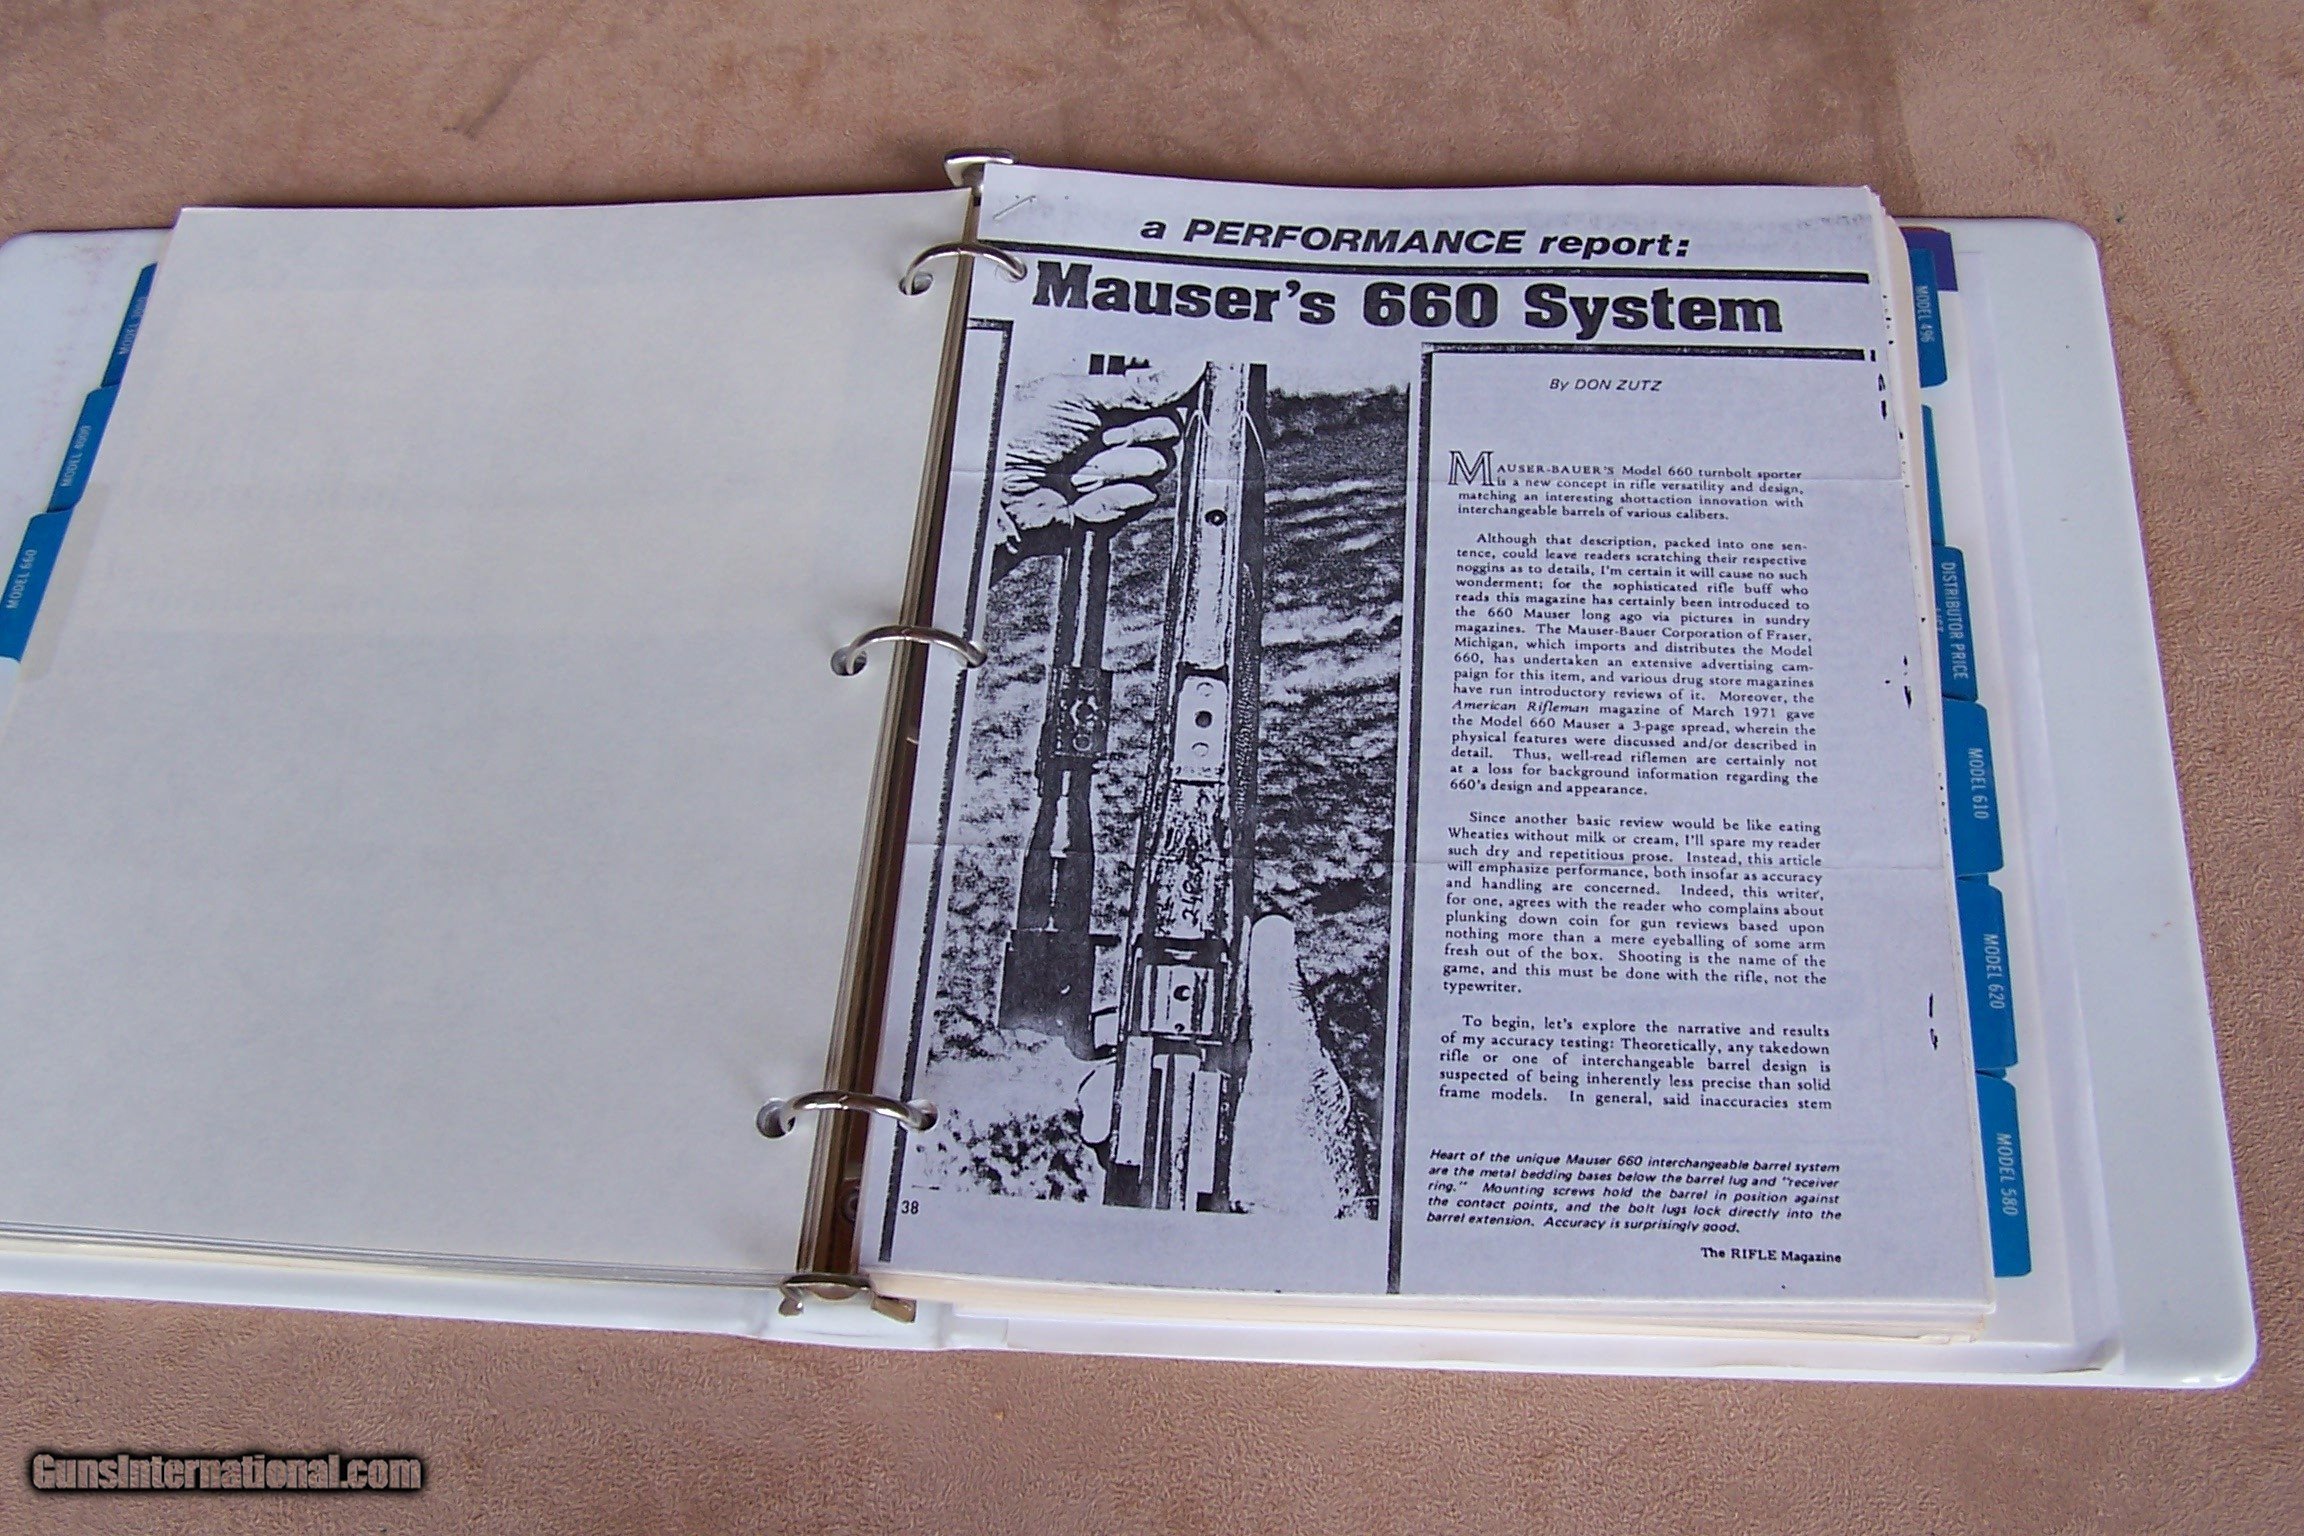 MODEL 3000
MODEL 4000
MODEL 660
a PERFORMANCE report:
Mauser's 660 System
By DON ZUTZ
MAUSER-BAUER'S Model 660 turnbolt sporter
is a new concept in rifle versatility and design,
matching an interesting shortaction innovation with
interchangeable barrels of various calibers.
Although that description, packed into one sen-
tence, could leave readers scratching their respective
noggins as to details, I'm certain it will cause no such
wonderment; for the sophisticated rifle buff who
reads this magazine has certainly been introduced to
the 660 Mauser long ago via pictures in sundry
magazines. The Mauser-Bauer Corporation of Fraser,
Michigan, which imports and distributes the Model
660, has undertaken an extensive advertising cam-
paign for this item, and various drug store magazines
have run introductory reviews of it. Moreover, the
American Rifleman magazine of March 1971 gave
the Model 660 Mauser a 3-page spread, wherein the
physical features were discussed and/or described in
detail. Thus, well-read riflemen are certainly not
at a loss for background information regarding the
660's design and appearance.
Since another basic review would be like eating
Wheaties without milk or cream, I'll spare my reader
such dry and repetitious prose. Instead, this article
will emphasize performance, both insofar as accuracy
and handling are concerned. Indeed, this writer,
for one, agrees with the reader who complains about
plunking down coin for gun reviews based upon
nothing more than a mere eyeballing of some arm
fresh out of the box. Shooting is the name of the
game, and this must be done with the rifle, not the
typewriter.
To begin, let's explore the narrative and results
of my accuracy testing: Theoretically, any takedown
rifle or one of interchangeable barrel design is
suspected of being inherently less precise than solid
frame models. In general, said inaccuracies stem
Heart of the unique Mauser 660 interchangeable barrel system
are the metal bedding bases below the barrel lug and "receiver
ring." Mounting screws hold the barrel in position against
the contact points, and the bolt lugs lock directly into the
barrel extension. Accuracy is surprisingly good.
38
The RIFLE Magazine
MODEL 496
DISTRIBUTOR PRICE
LIST
MODEL 610
MODEL 620
MODEL 580
GunsInternational.com